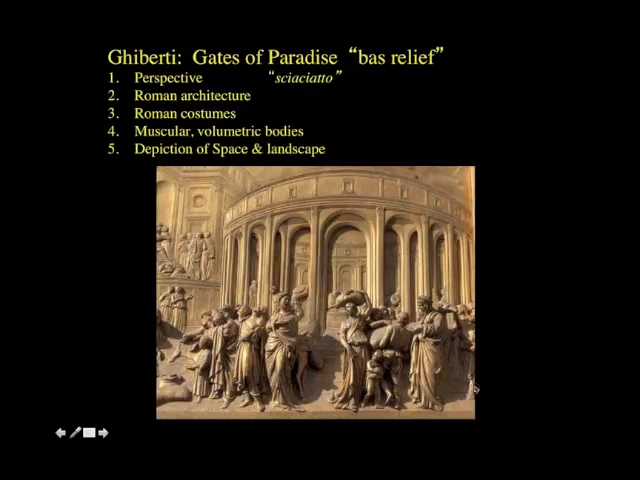 Ghiberti: Gates of Paradise “bas relief”
1. Perspective “sciaciatto”
2. Roman architecture
3. Roman costumes
4. Muscular, volumetric bodies
5. Depiction of Space & landscape